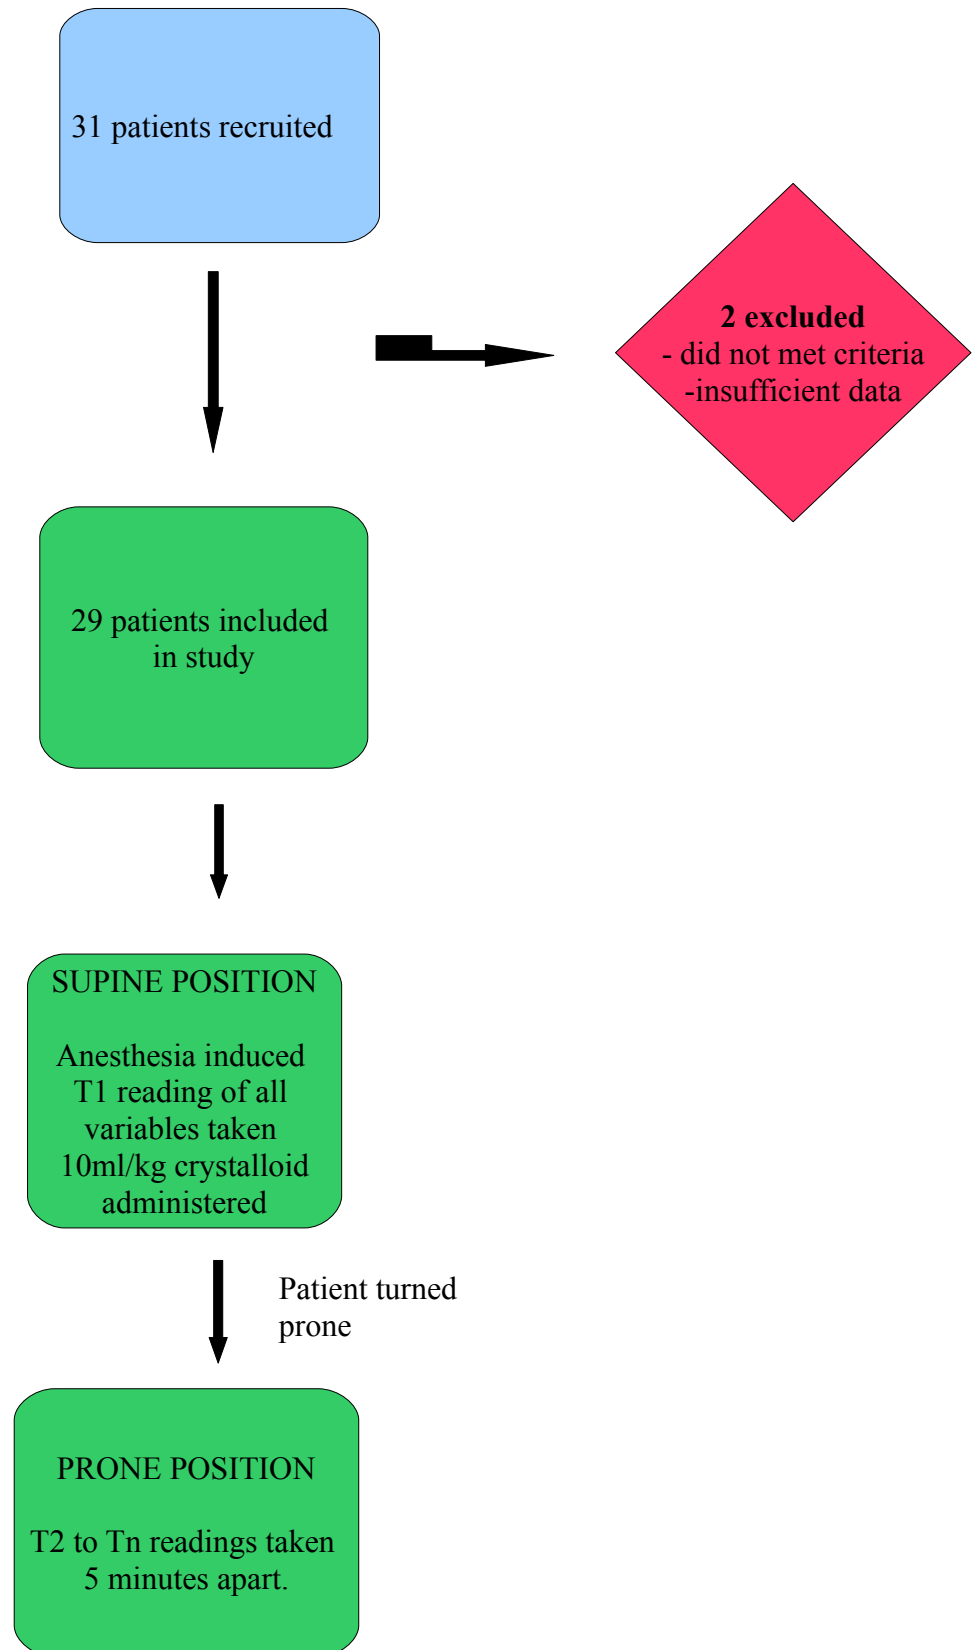 31 patients recruited
2 excluded
- did not met criteria
-insufficient data
29 patients included
in study
SUPINE POSITION
Anesthesia induced
T1 reading of all
variables taken
10ml/kg crystalloid
administered
Patient turned
prone
PRONE POSITION
T2 to Tn readings taken
5 minutes apart.